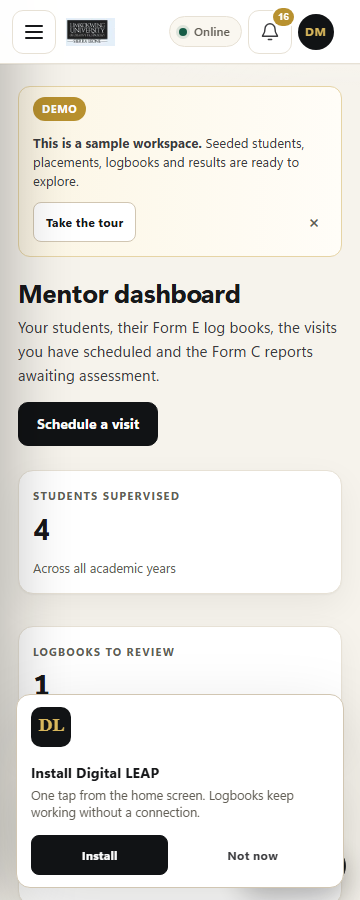 LIMKOKWING
UNIVERSITY
Online
16
DM
DEMO
This is a sample workspace. Seeded students,
placements, logbooks and results are ready to
explore.
Take the tour
×
Mentor dashboard
Your students, their Form E log books, the visits
you have scheduled and the Form C reports
awaiting assessment.
Schedule a visit
STUDENTS SUPERVISED
4
Across all academic years
LOGBOOKS TO REVIEW
1
DL
Install Digital LEAP
One tap from the home screen. Logbooks keep
working without a connection.
Install
Not now